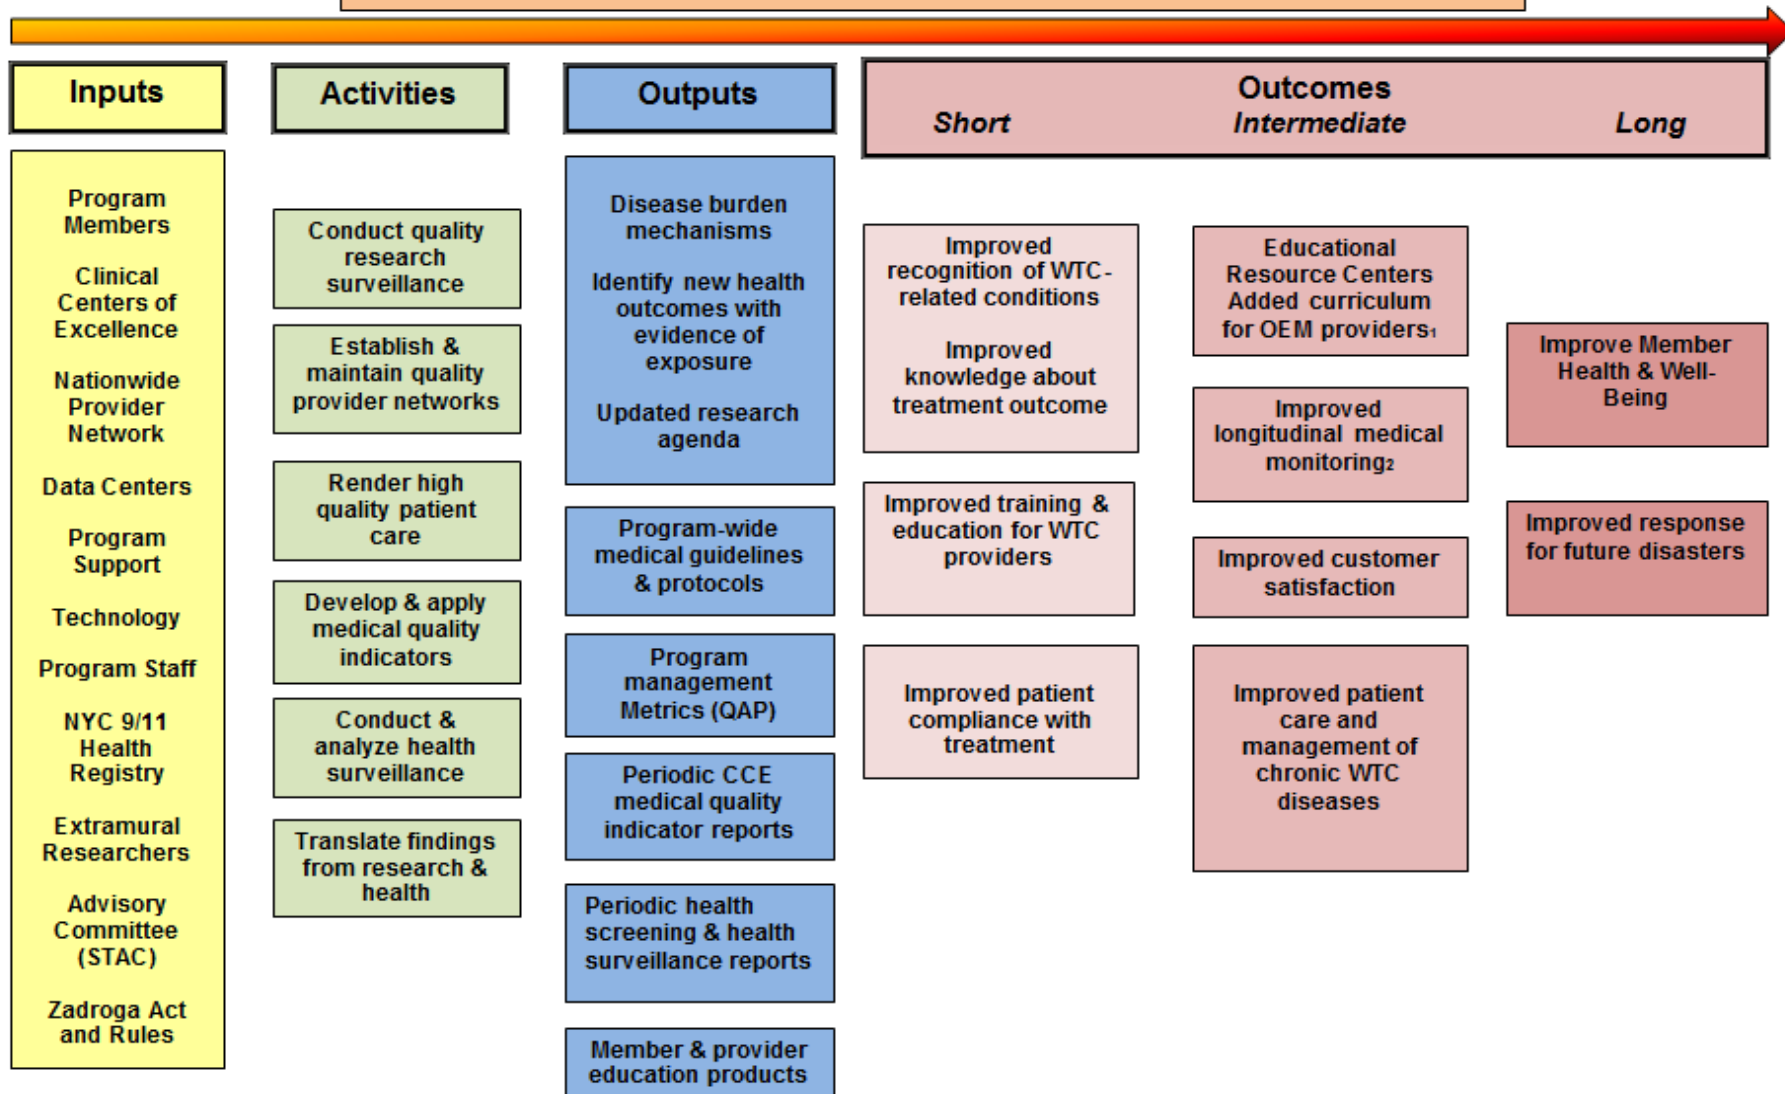 Inputs
Program
Members
Clinical
Centers of
Excellence
Nationwide
Provider
Network
Data Centers
Program
Support
Technology
Program Staff
NYC 9/11
Health
Registry
Extramural
Researchers
Advisory
Committee
(STAC)
Zadroga Act
and Rules
Activities
Conduct quality
research
surveillance
Establish &
maintain quality
provider networks
Render high
quality patient
care
Develop & apply
medical quality
indicators
Conduct &
analyze health
surveillance
Translate findings
from research &
health
Outputs
Disease burden
mechanisms
Identify new health
outcomes with
evidence of
exposure
Updated research
agenda
Program-wide
medical guidelines
& protocols
Program
management
Metrics (QAP)
Periodic CCE
medical quality
indicator reports
Periodic health
screening & health
surveillance reports
Member & provider
education products
Outcomes
Short Intermediate Long
Improved
recognition of WTC-
related conditions
Improved
knowledge about
treatment outcome
Improved training &
education for WTC
providers
Improved patient
compliance with
treatment
Educational
Resource Centers
Added curriculum
for OEM providers1
Improved
longitudinal medical
monitoring2
Improved customer
satisfaction
Improved patient
care and
management of
chronic WTC
diseases
Improve Member
Health & Well-
Being
Improved response
for future disasters